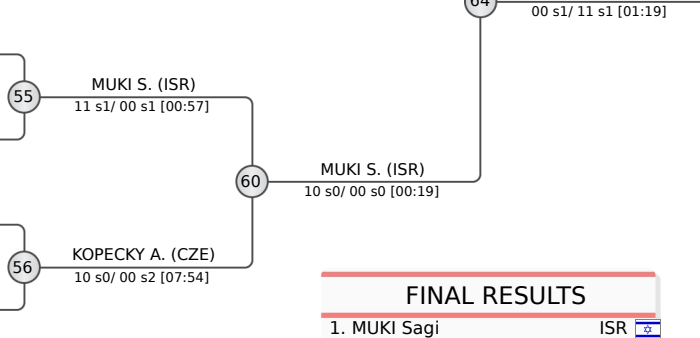 64
00 s1/ 11 s1 [01:19]
MUKI S. (ISR)
55
11 s1/ 00 s1 [00:57]
MUKI S. (ISR)
60
10 s0/ 00 s0 [00:19]
KOPECKY A. (CZE)
56
10 s0/ 00 s2 [07:54]
FINAL RESULTS
1. MUKI Sagi ISR